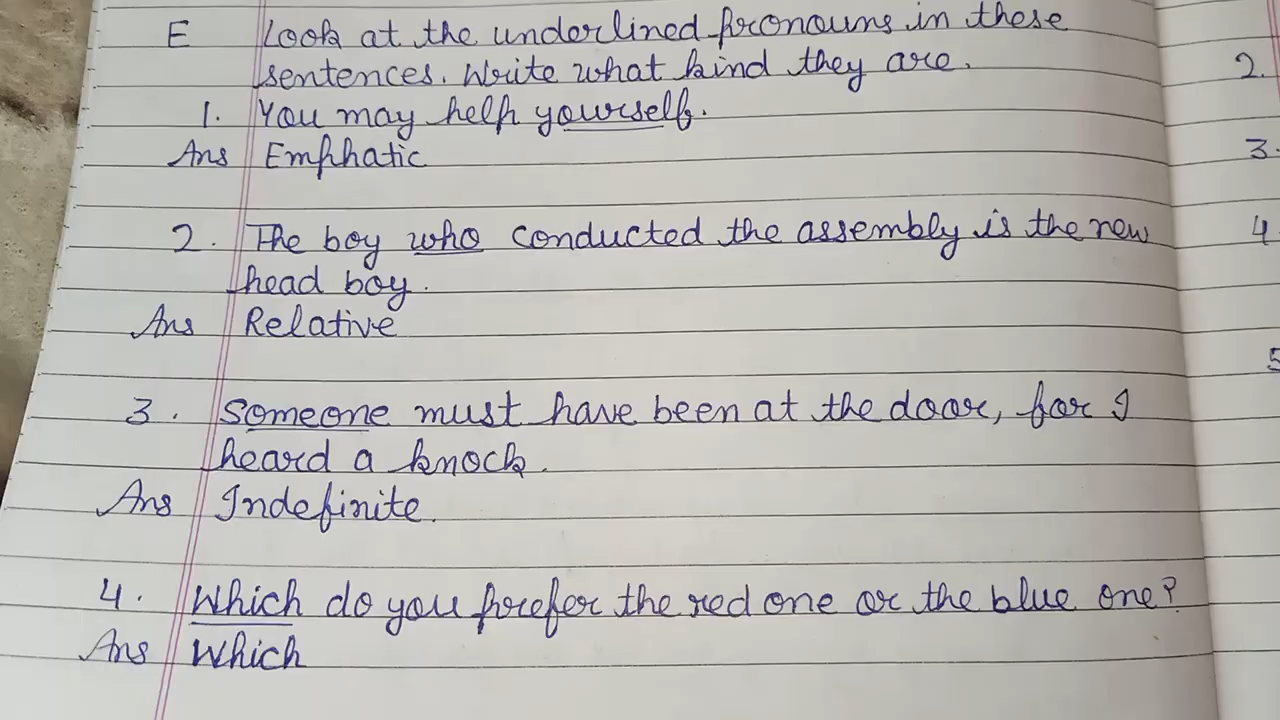 E Look at the underlined pronouns in these
sentences. Write what kind they are.
1. You may help yourself.
Ans Emphatic
2. The boy who conducted the assembly is the new
head boy.
Ans Relative
3. Someone must have been at the door, for I
heard a knock.
Ans Indefinite.
4. Which do you prefer the red one or the blue one?
Ans Which
2.
3.
4.
5